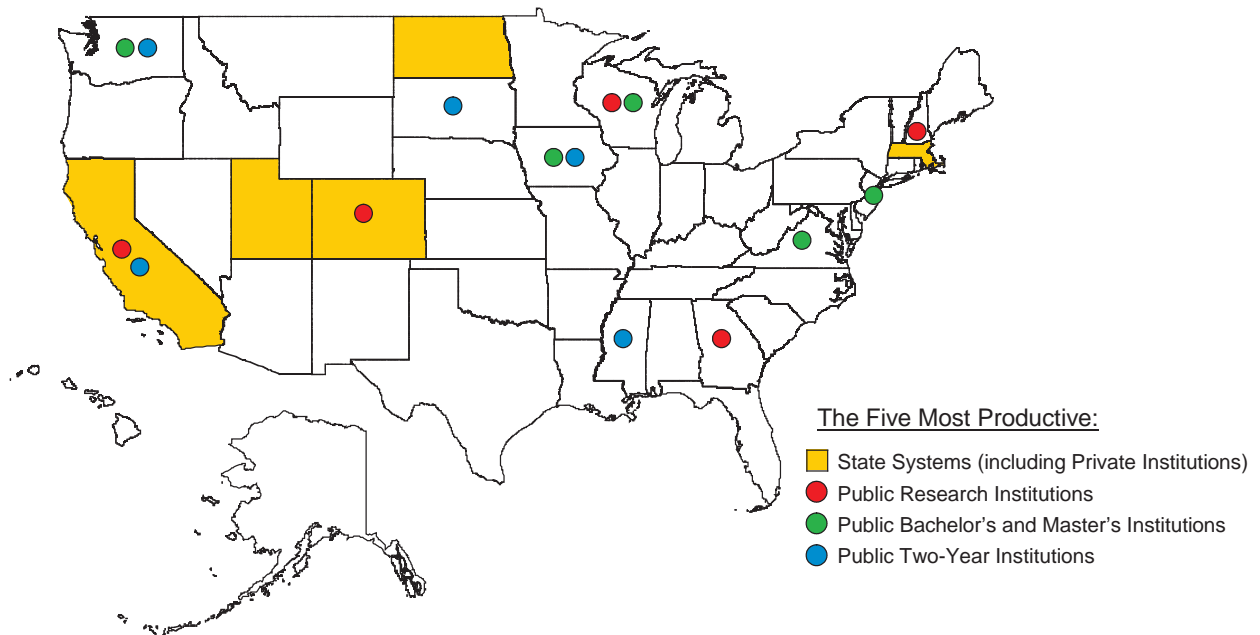 The Five Most Productive:
State Systems (including Private Institutions)
Public Research Institutions
Public Bachelor's and Master's Institutions
Public Two-Year Institutions